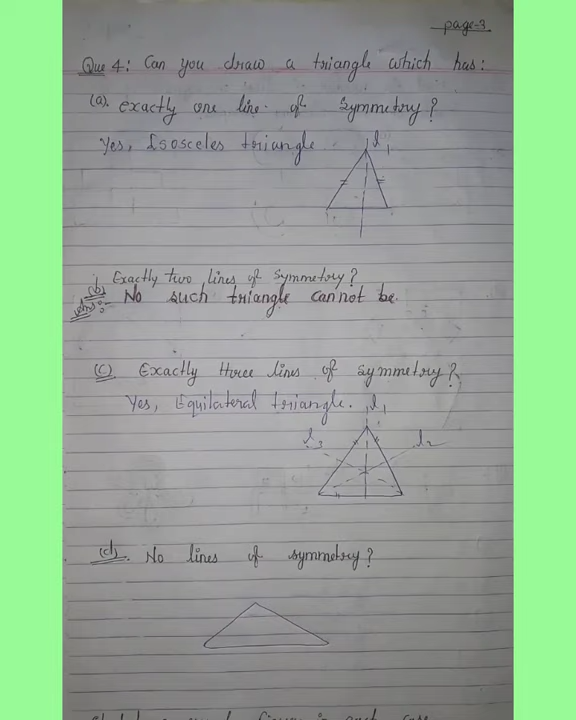 page-3
Que 4: Can you draw a triangle which has:
(a). exactly one line of symmetry?
Yes, Isosceles triangle
l1
(b) Exactly two lines of symmetry?
Ans:- No such triangle cannot be.
(c) Exactly three lines of symmetry?
Yes, Equilateral triangle.
l1
l3 l2
(d). No lines of symmetry?